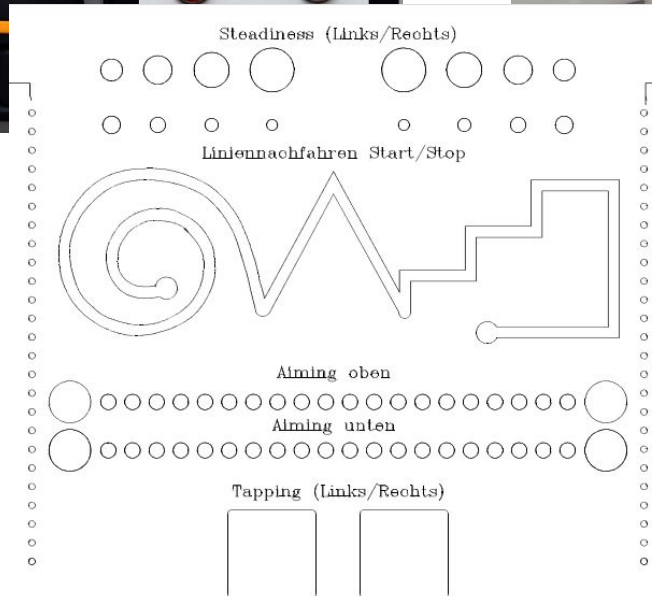 Steadiness (Links/Rechts)
Liniennachfahren Start/Stop
Aiming oben
Aiming unten
Tapping (Links/Rechts)